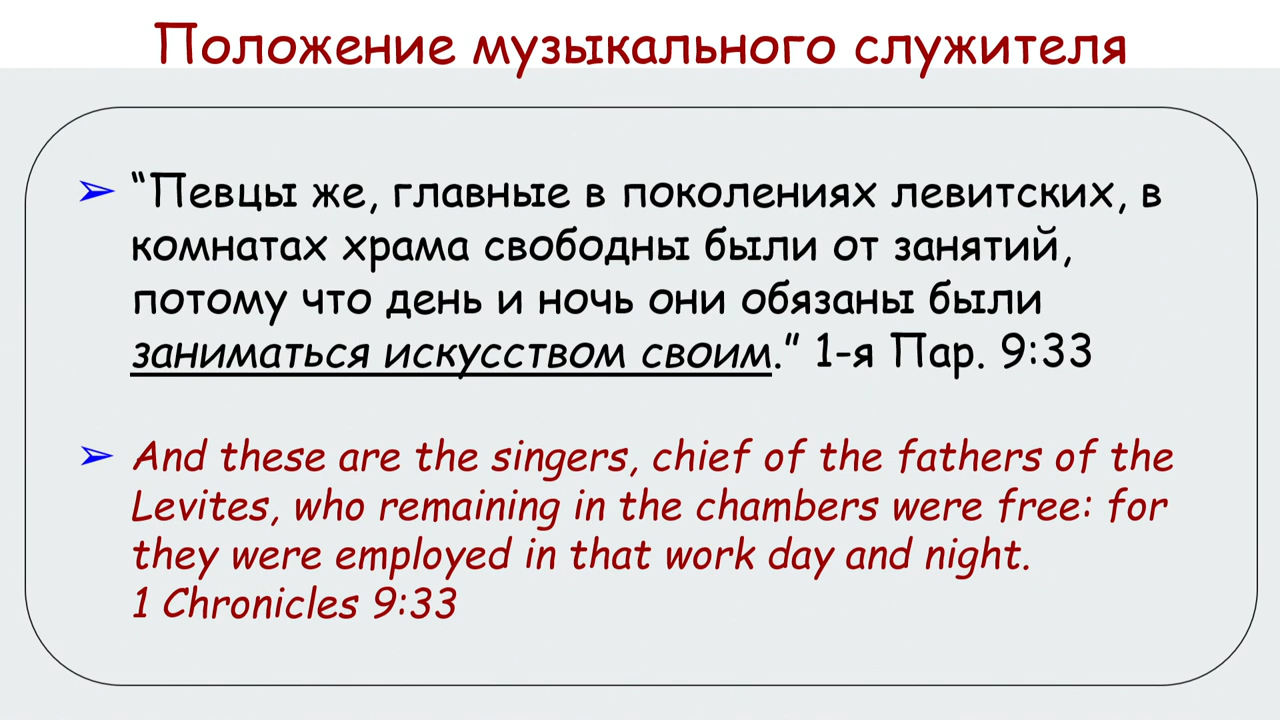 Положение музыкального служителя
➢ “Певцы же, главные в поколениях левитских, в
комнатах храма свободны были от занятий,
потому что день и ночь они обязаны были
заниматься искусством своим.” 1-я Пар. 9:33
➢ And these are the singers, chief of the fathers of the
Levites, who remaining in the chambers were free: for
they were employed in that work day and night.
1 Chronicles 9:33